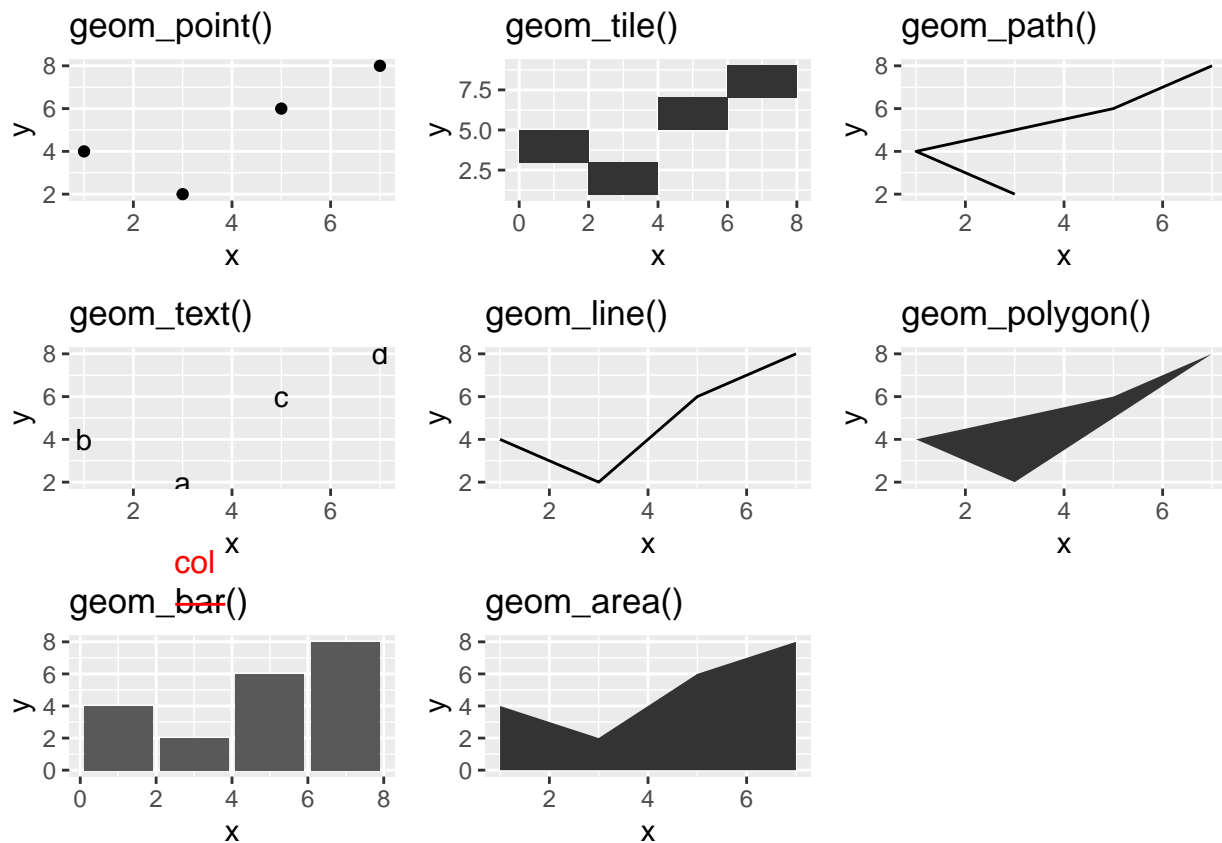 geom_point()
8
6
4
2
y
2 4 6
x
geom_tile()
7.5
5.0
2.5
y
0 2 4 6 8
x
geom_path()
8
6
4
2
y
2 4 6
x
geom_text()
8
6
4
2
y
d
c
b
a
2 4 6
x
geom_line()
8
6
4
2
y
2 4 6
x
geom_polygon()
8
6
4
2
y
2 4 6
x
col
geom_bar()
8
6
4
2
0
y
0 2 4 6 8
x
geom_area()
8
6
4
2
0
y
2 4 6
x